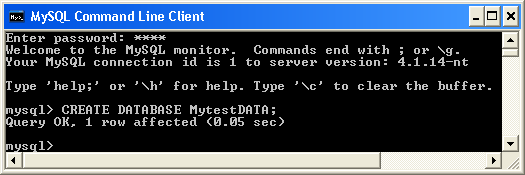 MySQL Command Line Client
Enter password: ****
Welcome to the MySQL monitor.  Commands end with ; or \g.
Your MySQL connection id is 1 to server version: 4.1.14-nt
Type 'help;' or '\h' for help. Type '\c' to clear the buffer.
mysql> CREATE DATABASE MytestDATA;
Query OK, 1 row affected (0.05 sec)
mysql>